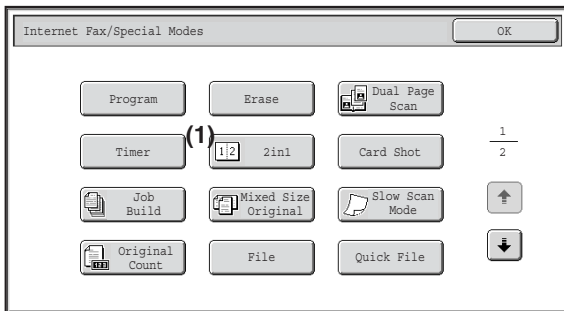 Internet Fax/Special Modes
OK
Program
Erase
Dual Page
Scan
Timer
(1)
1 2
2in1
Card Shot
1
2
Job
Build
Mixed Size
Original
Slow Scan
Mode
123
Original
Count
File
Quick File